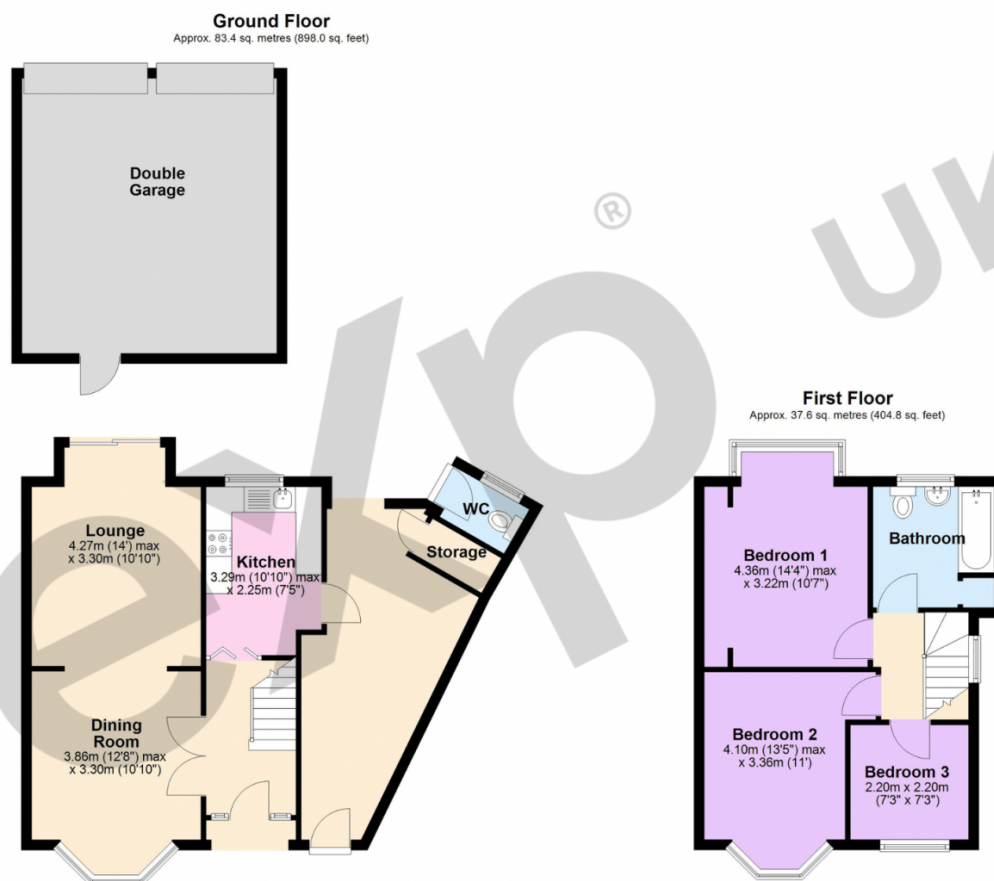 Ground Floor
Approx. 83.4 sq. metres (898.0 sq. feet)
Double
Garage
®
UK
exp
First Floor
Approx. 37.6 sq. metres (404.8 sq. feet)
Lounge
4.27m (14') max
x 3.30m (10'10")
Kitchen
3.29m (10'10") max
x 2.25m (7'5")
WC
Storage
Dining
Room
3.86m (12'8") max
x 3.30m (10'10")
Bedroom 1
4.36m (14'4") max
x 3.22m (10'7")
Bathroom
Bedroom 2
4.10m (13'5") max
x 3.36m (11')
Bedroom 3
2.20m x 2.20m
(7'3" x 7'3")